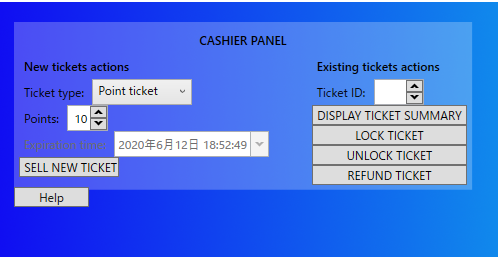 CASHIER PANEL
New tickets actions
Ticket type: Point ticket
Points: 10
Expiration time: 2020年6月12日 18:52:49
SELL NEW TICKET
Help
Existing tickets actions
Ticket ID:
DISPLAY TICKET SUMMARY
LOCK TICKET
UNLOCK TICKET
REFUND TICKET